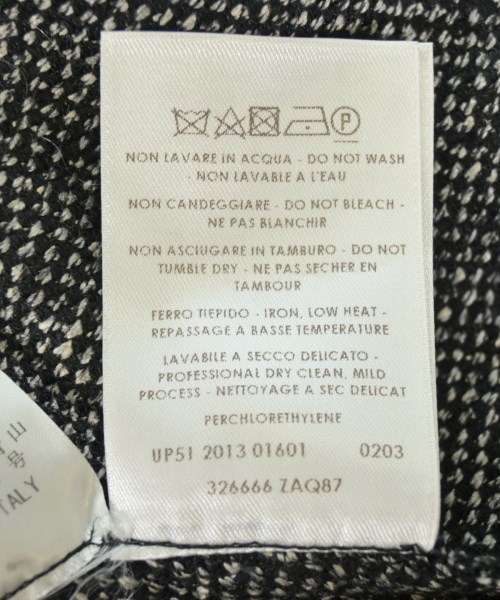 P
NON LAVARE IN ACQUA - DO NOT WASH
- NON LAVABLE A L'EAU
NON CANDEGGIARE - DO NOT BLEACH -
NE PAS BLANCHIR
NON ASCIUGARE IN TAMBURO - DO NOT
TUMBLE DRY - NE PAS SECHER EN
TAMBOUR
FERRO TIEPIDO - IRON, LOW HEAT -
REPASSAGE A BASSE TEMPERATURE
LAVABILE A SECCO DELICATO -
PROFESSIONAL DRY CLEAN, MILD
PROCESS - NETTOYAGE A SEC DELICAT
PERCHLORETHYLENE
UP51 2013 01601 0203
326666 ZAQ87
山
号
ITALY